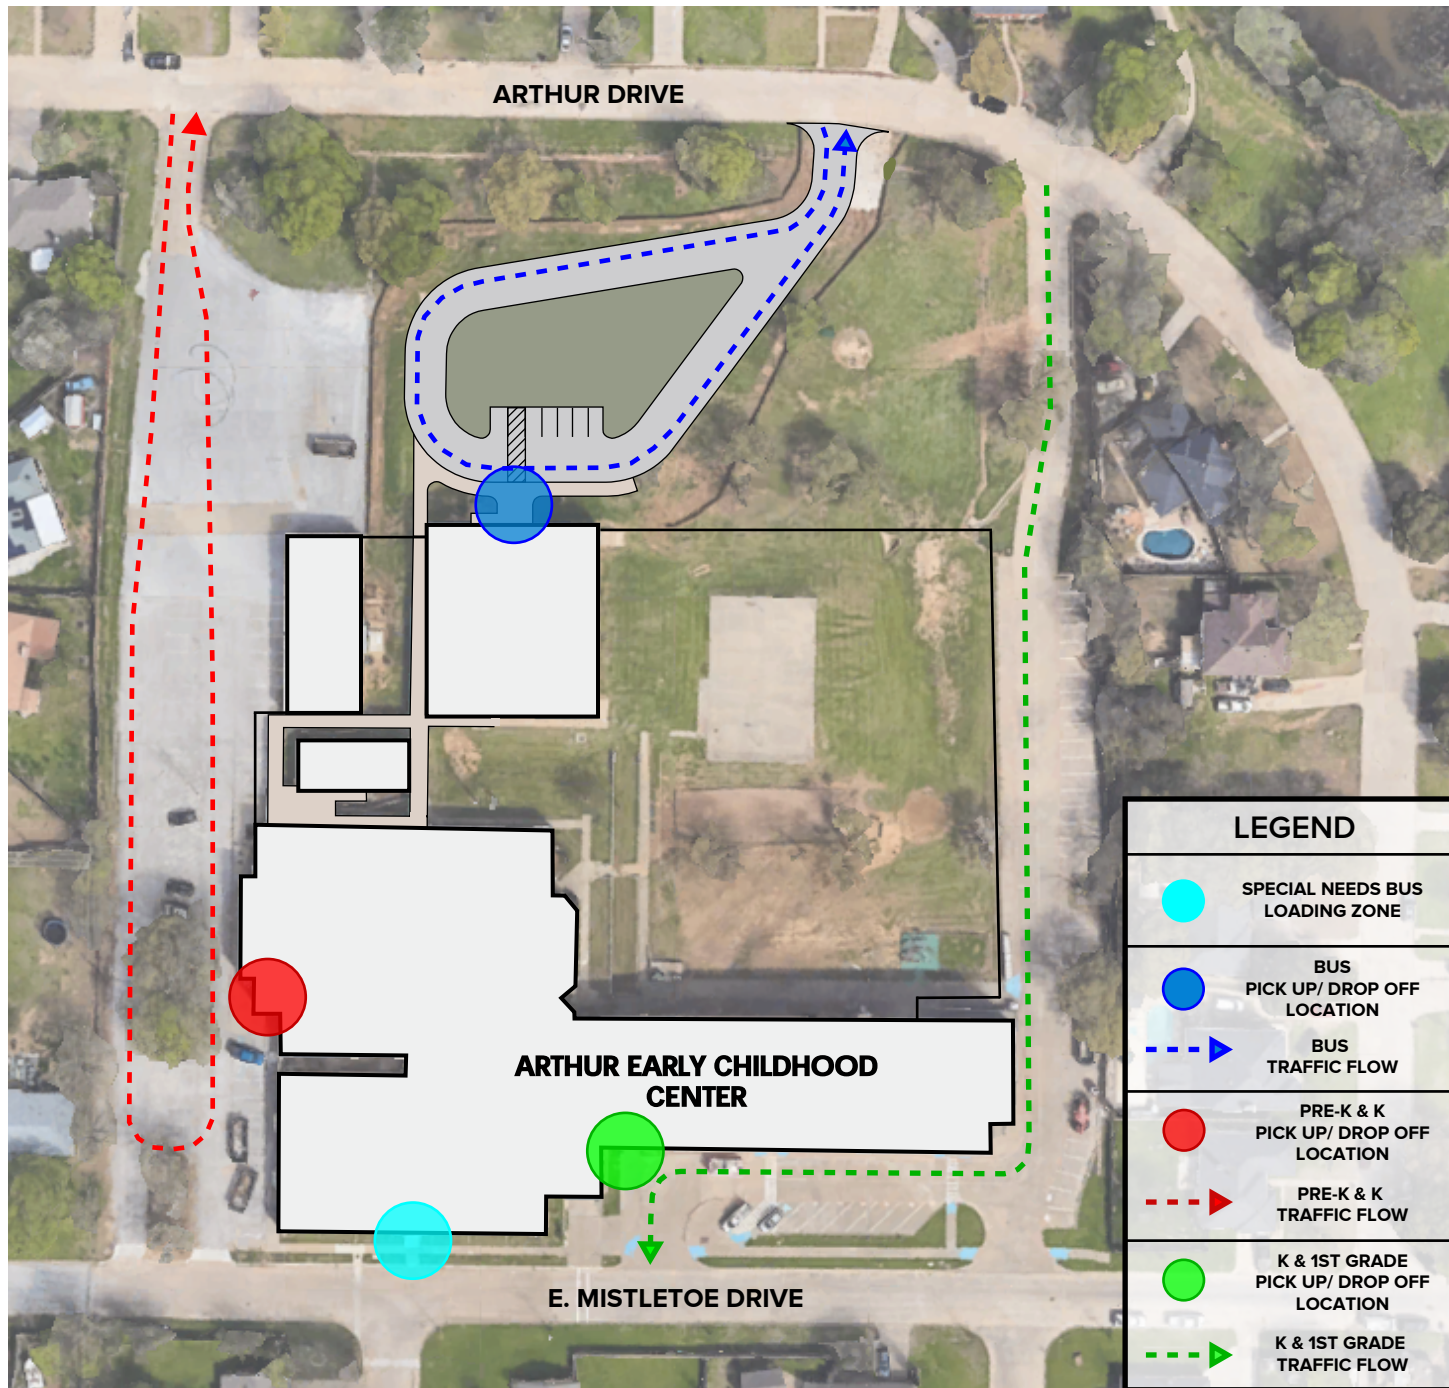 ARTHUR DRIVE
ARTHUR EARLY CHILDHOOD
CENTER
E. MISTLETOE DRIVE
LEGEND
SPECIAL NEEDS BUS
LOADING ZONE
BUS
PICK UP/ DROP OFF
LOCATION
BUS
TRAFFIC FLOW
PRE-K & K
PICK UP/ DROP OFF
LOCATION
PRE-K & K
TRAFFIC FLOW
K & 1ST GRADE
PICK UP/ DROP OFF
LOCATION
K & 1ST GRADE
TRAFFIC FLOW